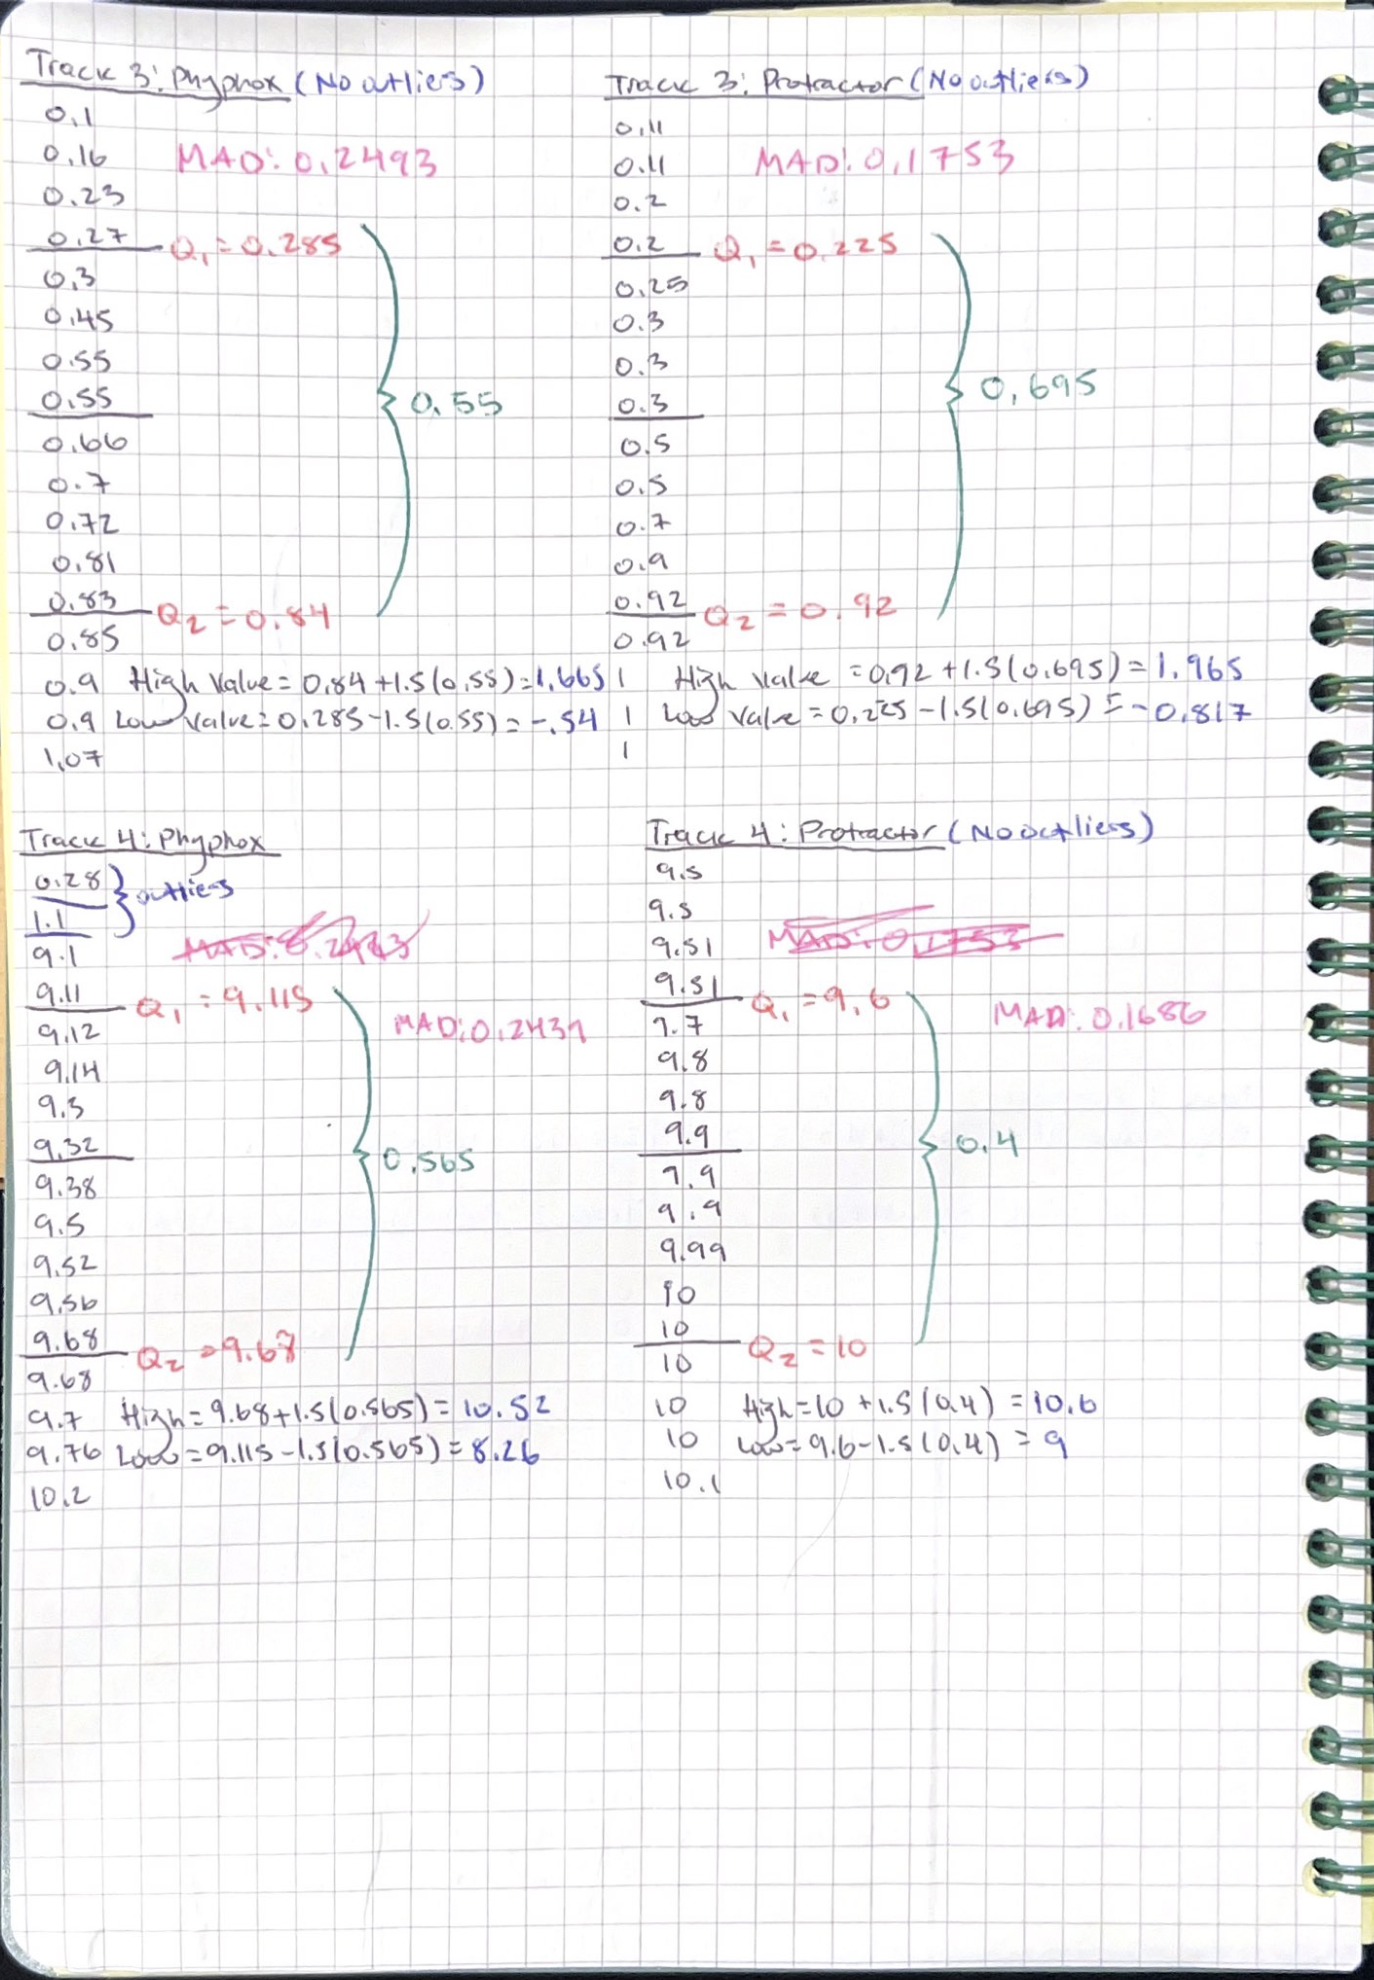 Track 3: Phyphox (No outliers)
0.1
0.16 MAD: 0.2493
0.23
0.27 Q1 = 0.285
0.3
0.45
0.55
0.55 0.55
0.66
0.7
0.72
0.81
0.83 Q2 = 0.84
0.85
0.9 High Value = 0.84 + 1.5(0.55) = 1.665
0.9 Low Value = 0.285 - 1.5(0.55) = -.54
1.07
Track 3: Protractor (No outliers)
0.11
0.11 MAD: 0.1753
0.2
0.2 Q1 = 0.225
0.25
0.3
0.3 0.695
0.3
0.5
0.5
0.7
0.9
0.92 Q2 = 0.92
0.92
1 High Value = 0.92 + 1.5(0.695) = 1.965
1 Low Value = 0.225 - 1.5(0.695) = -0.817
1
Track 4: Phyphox
0.28 outliers
1.1
9.1 MAD: 0.2493
9.11 Q1 = 9.115
9.12 MAD: 0.2437
9.14
9.3
9.32 0.565
9.38
9.5
9.52
9.56
9.68 Q2 = 9.68
9.68
9.7 High = 9.68 + 1.5(0.565) = 10.52
9.76 Low = 9.115 - 1.5(0.565) = 8.26
10.2
Track 4: Protractor (No outliers)
9.5
9.5
9.51 MAD: 0.1753
9.51 Q1 = 9.6
9.7 MAD: 0.1686
9.8
9.8
9.9 0.4
9.9
9.9
9.99
10
10 Q2 = 10
10
10 High = 10 + 1.5(0.4) = 10.6
10 Low = 9.6 - 1.5(0.4) = 9
10.1